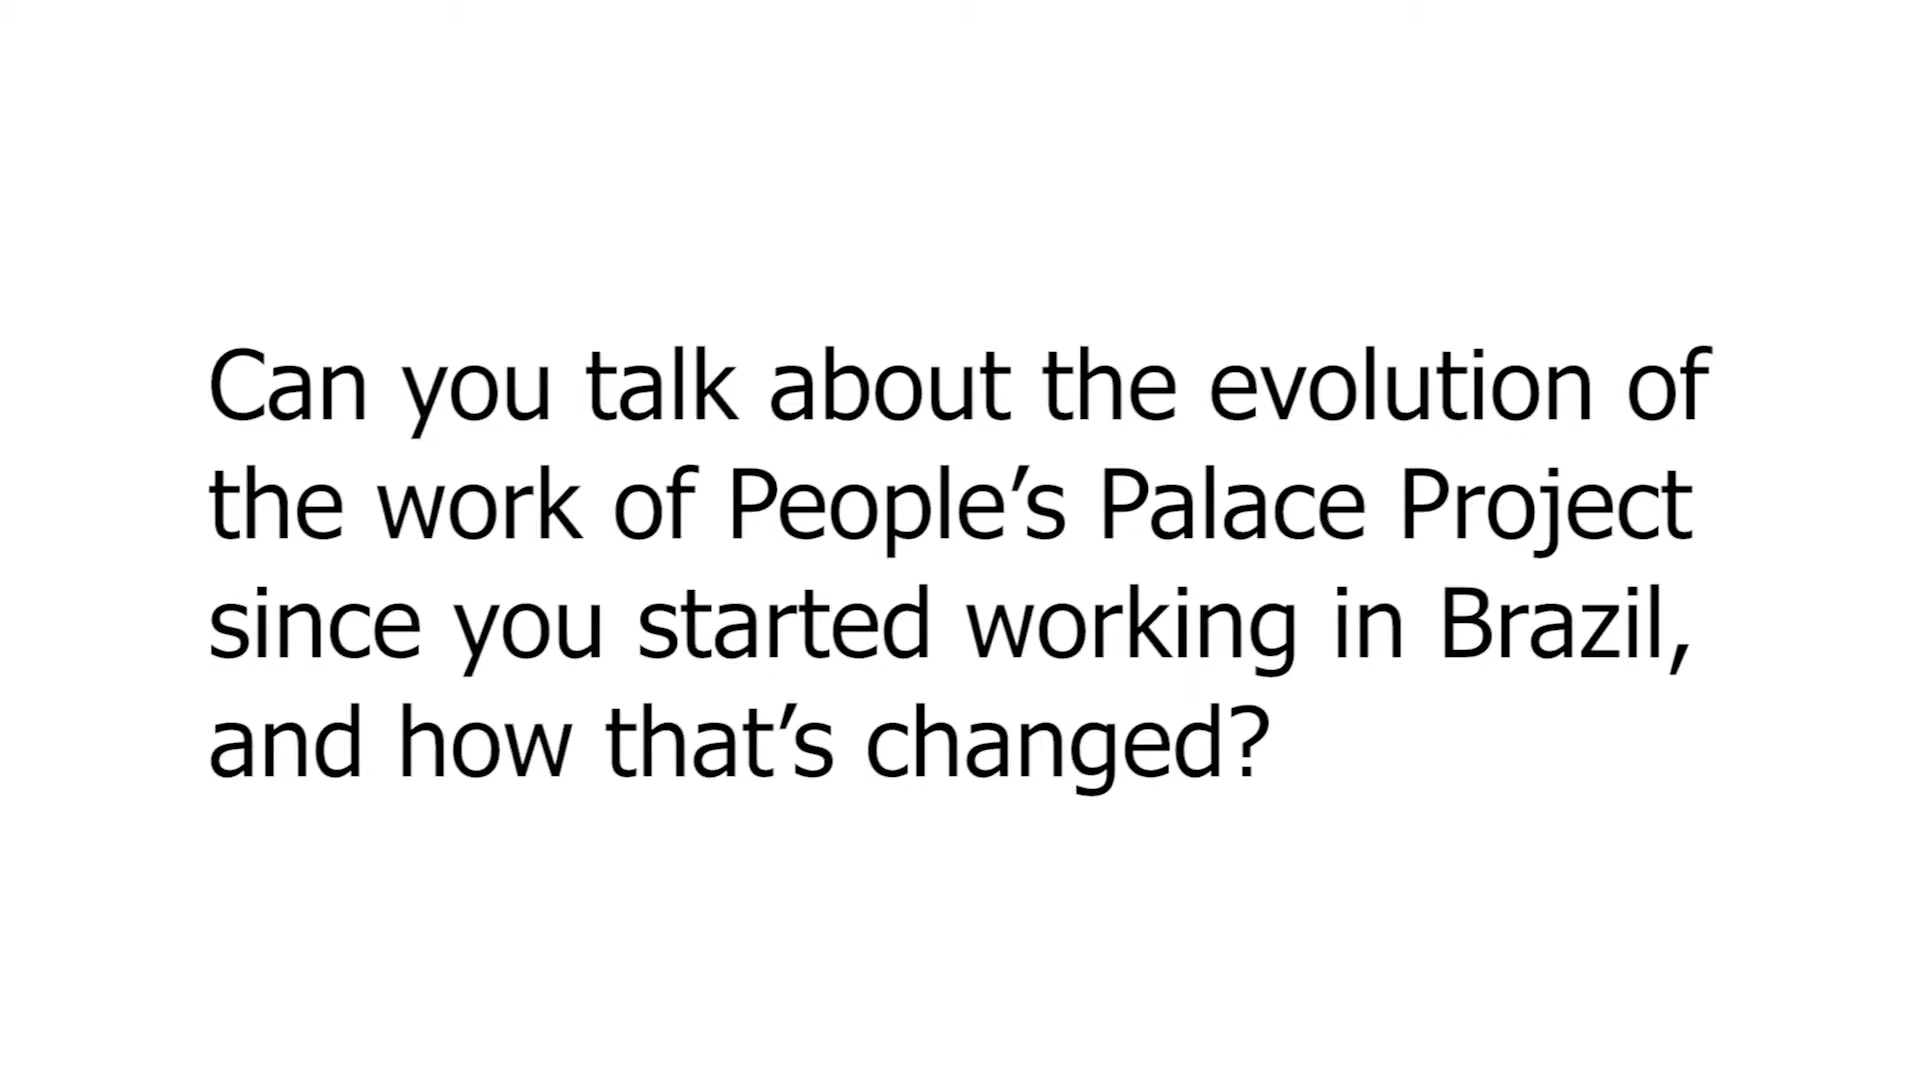 Can you talk about the evolution of
the work of People’s Palace Project
since you started working in Brazil,
and how that’s changed?